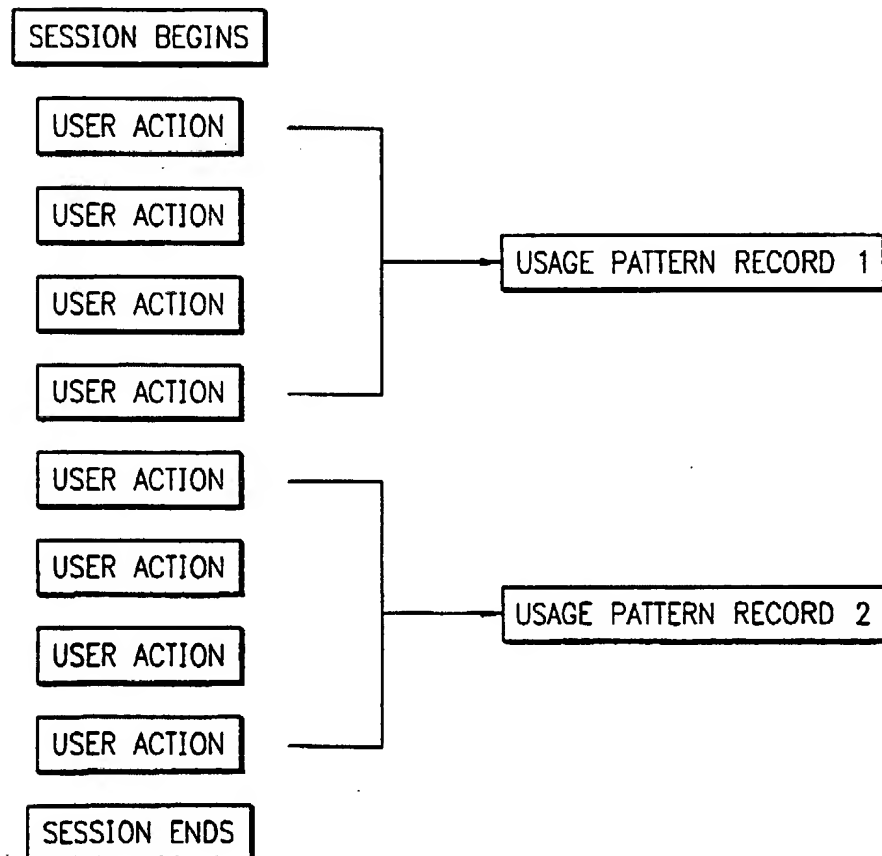 SESSION BEGINS
USER ACTION
USER ACTION
USER ACTION
USER ACTION
USAGE PATTERN RECORD 1
USER ACTION
USER ACTION
USER ACTION
USER ACTION
USAGE PATTERN RECORD 2
SESSION ENDS